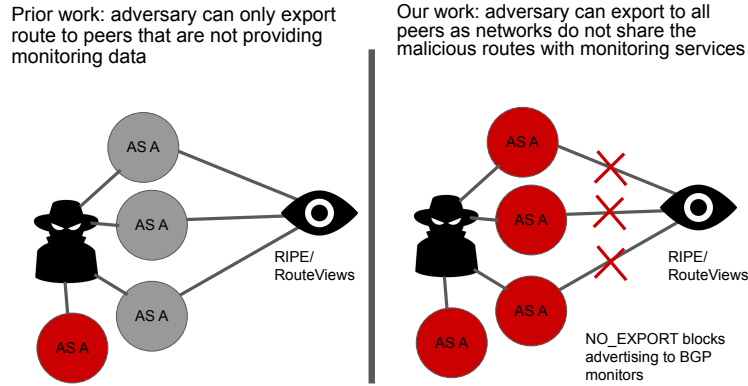 Prior work: adversary can only export
route to peers that are not providing
monitoring data
AS A
AS A
AS A
AS A
RIPE/
RouteViews
Our work: adversary can export to all
peers as networks do not share the
malicious routes with monitoring services
AS A
AS A
AS A
AS A
RIPE/
RouteViews
NO_EXPORT blocks
advertising to BGP
monitors